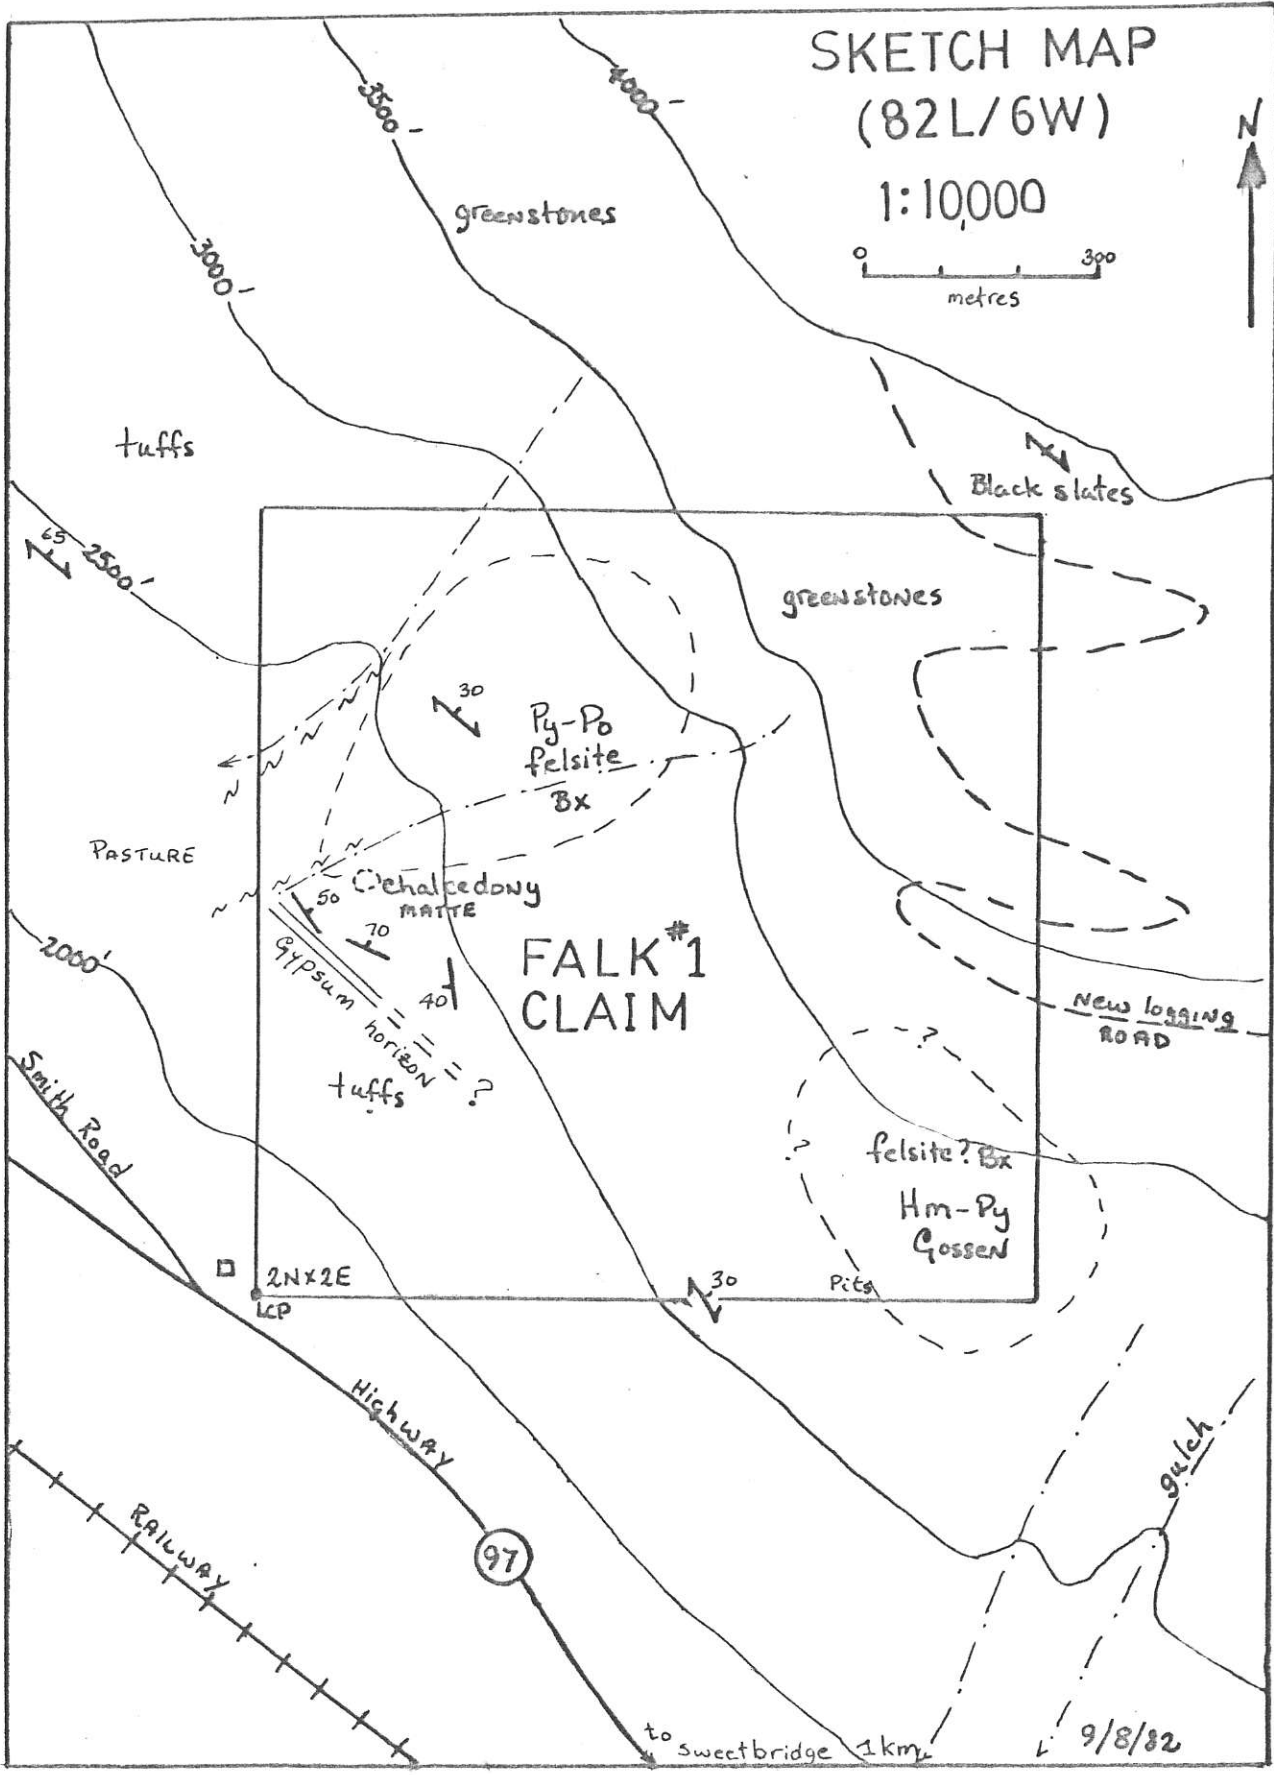 SKETCH MAP
(82L/6W)
1:10,000
N
0 300
metres
4000'
3500'
3000'
greenstones
tuffs
Black slates
65
2500'
greenstones
30
Py-Po
felsite
Bx
PASTURE
chalcedony
MATTE
50
70
40
Gypsum horizon
?
FALK #1
CLAIM
2000'
New logging
ROAD
tuffs
Smith Road
?
?
felsite? Bx
Hm-Py
Gossen
2N×2E
LCP
30
Pits
Highway
97
RAILWAY
gulch
to
Sweetbridge 1km
9/8/82